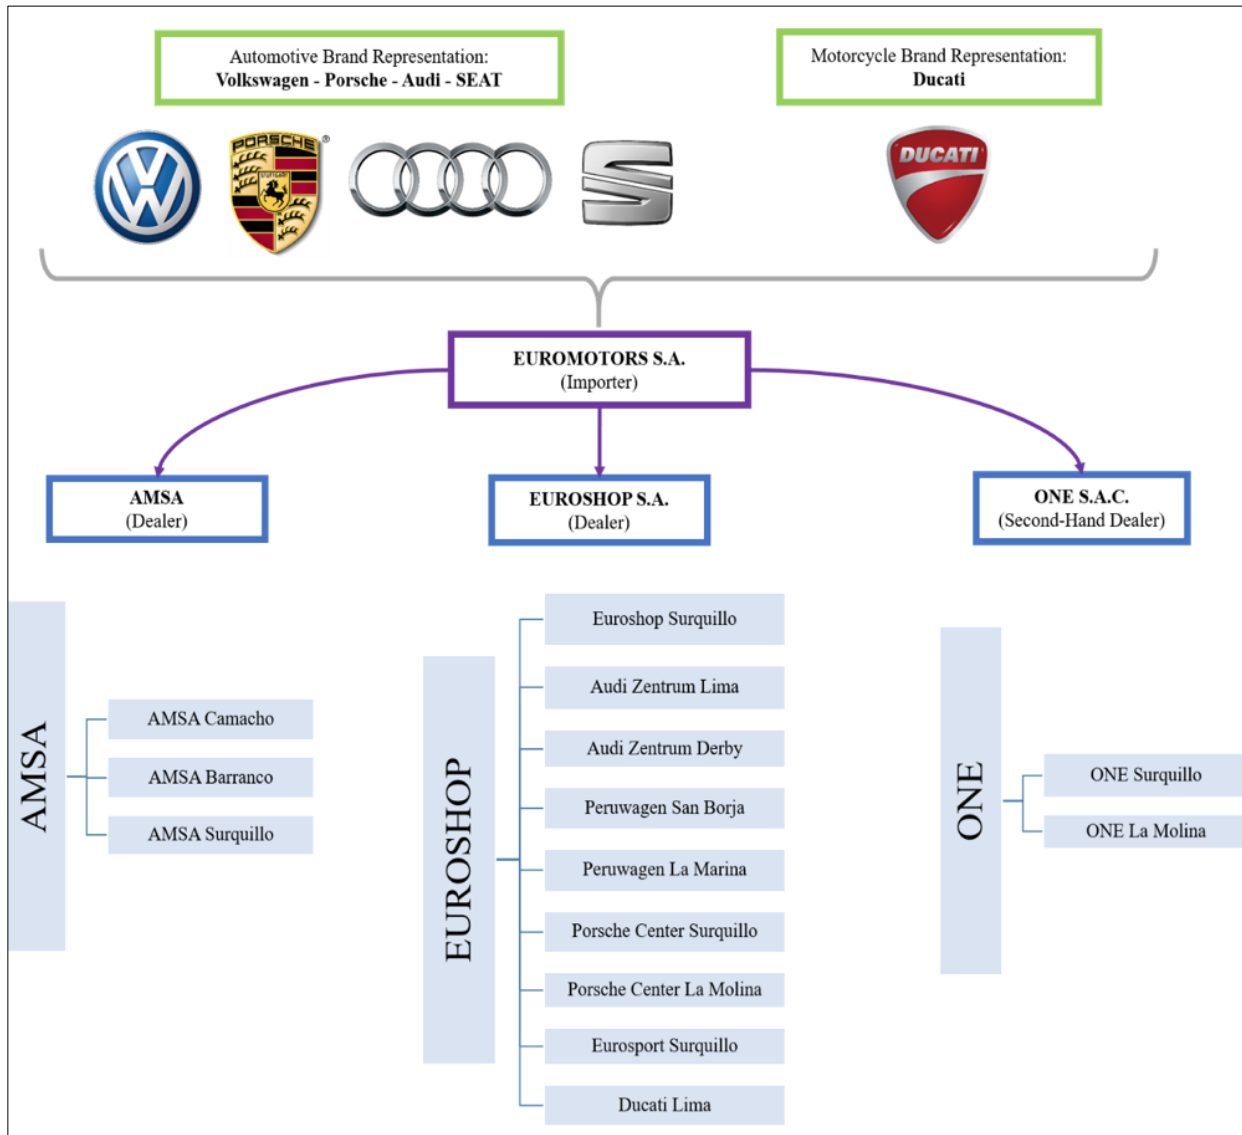 Automotive Brand Representation:
Volkswagen - Porsche - Audi - SEAT
Motorcycle Brand Representation:
Ducati
PORSCHE
®
STUTTGART
DUCATI
EUROMOTORS S.A.
(Importer)
AMSA
(Dealer)
EUROSHOP S.A.
(Dealer)
ONE S.A.C.
(Second-Hand Dealer)
AMSA
AMSA Camacho
AMSA Barranco
AMSA Surquillo
EUROSHOP
Euroshop Surquillo
Audi Zentrum Lima
Audi Zentrum Derby
Peruwagen San Borja
Peruwagen La Marina
Porsche Center Surquillo
Porsche Center La Molina
Eurosport Surquillo
Ducati Lima
ONE
ONE Surquillo
ONE La Molina